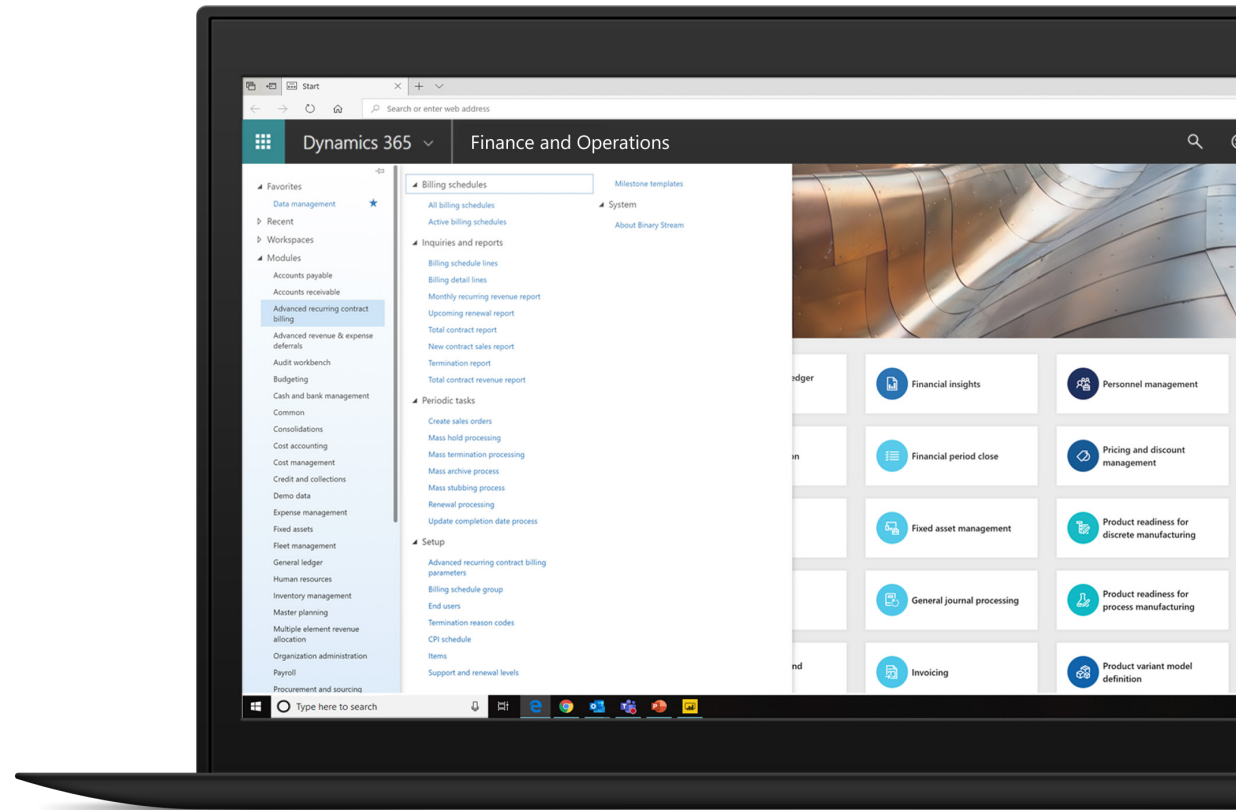 Start
Search or enter web address
Dynamics 365
Finance and Operations
Favorites
Data management
Recent
Workspaces
Modules
Accounts payable
Accounts receivable
Advanced recurring contract
billing
Advanced revenue & expense
deferrals
Audit workbench
Budgeting
Cash and bank management
Common
Consolidations
Cost accounting
Cost management
Credit and collections
Demo data
Expense management
Fixed assets
Fleet management
General ledger
Human resources
Inventory management
Master planning
Multiple element revenue
allocation
Organization administration
Payroll
Procurement and sourcing
Billing schedules
All billing schedules
Active billing schedules
Inquiries and reports
Billing schedule lines
Billing detail lines
Monthly recurring revenue report
Upcoming renewal report
Total contract report
New contract sales report
Termination report
Total contract revenue report
Periodic tasks
Create sales orders
Mass hold processing
Mass termination processing
Mass archive process
Mass stubbing process
Renewal processing
Update completion date process
Setup
Advanced recurring contract billing
parameters
Billing schedule group
End users
Termination reason codes
CPI schedule
Items
Support and renewal levels
Milestone templates
System
About Binary Stream
edger
on
nd
Financial insights
Financial period close
Fixed asset management
General journal processing
Invoicing
Personnel management
Pricing and discount
management
Product readiness for
discrete manufacturing
Product readiness for
process manufacturing
Product variant model
definition
Type here to search